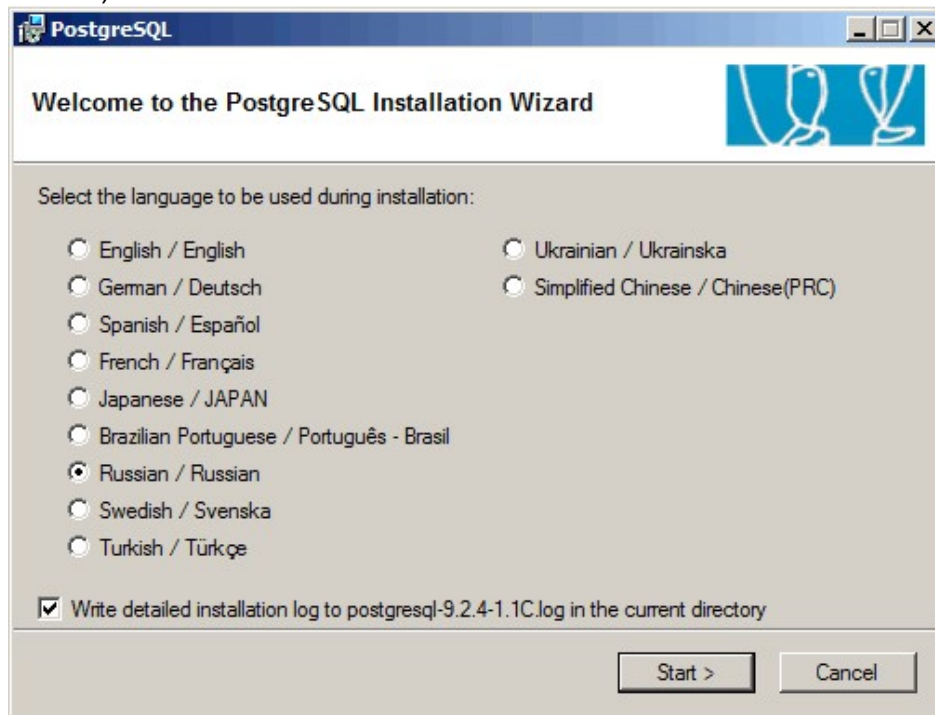 PostgreSQL
Welcome to the PostgreSQL Installation Wizard
Select the language to be used during installation:
English / English
German / Deutsch
Spanish / Español
French / Français
Japanese / JAPAN
Brazilian Portuguese / Português - Brasil
Russian / Russian
Swedish / Svenska
Turkish / Türkçe
Ukrainian / Ukrainska
Simplified Chinese / Chinese(PRC)
Write detailed installation log to postgresql-9.2.4-1.1C.log in the current directory
Start >
Cancel